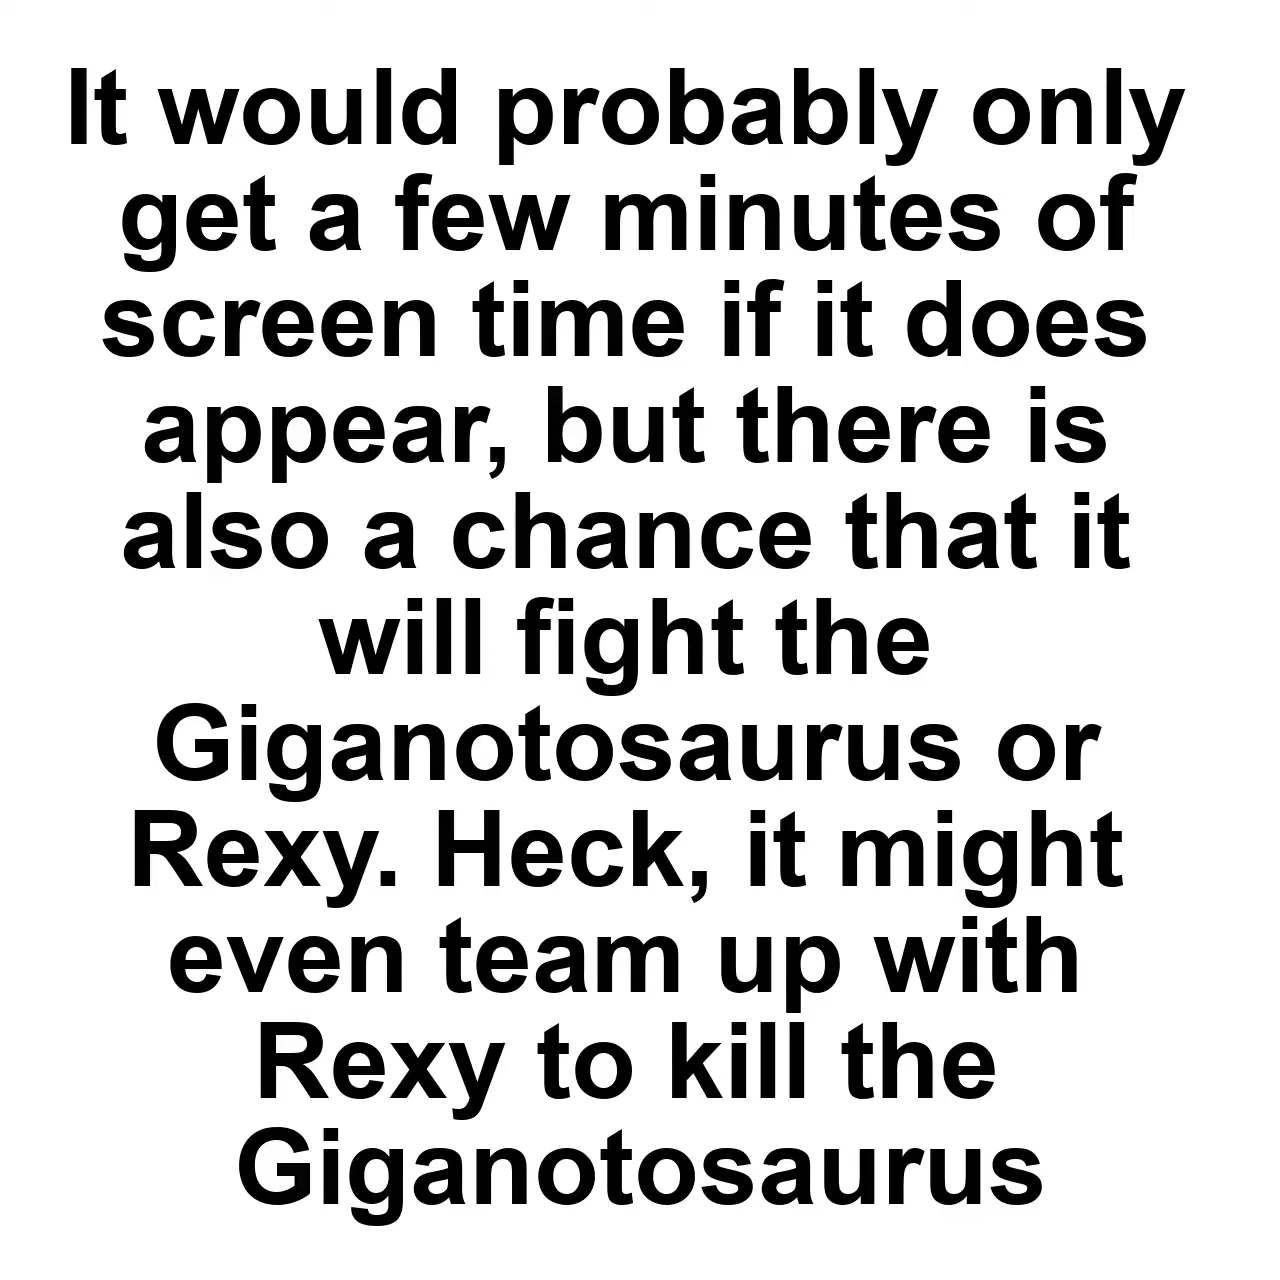 It would probably only
get a few minutes of
screen time if it does
appear, but there is
also a chance that it
will fight the
Giganotosaurus or
Rexy. Heck, it might
even team up with
Rexy to kill the
Giganotosaurus